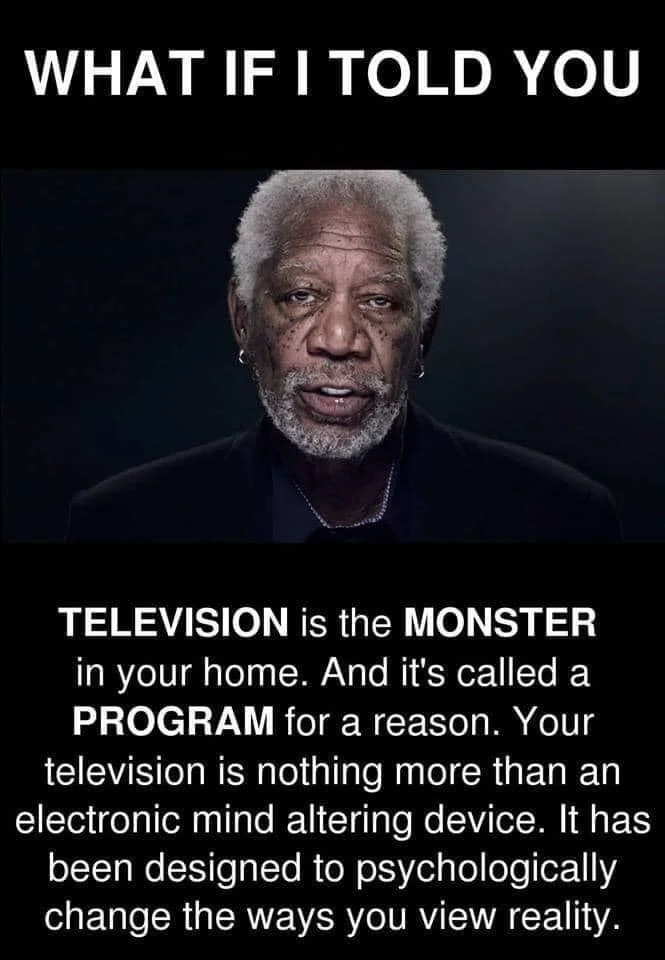 WHAT IF I TOLD YOU
TELEVISION is the MONSTER
in your home. And it's called a
PROGRAM for a reason. Your
television is nothing more than an
electronic mind altering device. It has
been designed to psychologically
change the ways you view reality.